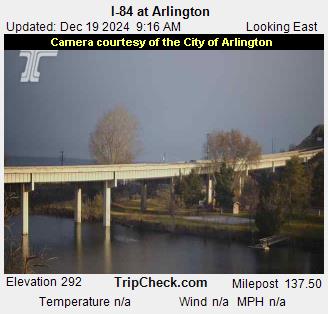 I-84 at Arlington
Updated: Dec 19 2024 9:16 AM Looking East
Camera courtesy of the City of Arlington
Elevation 292 TripCheck.com Milepost 137.50
Temperature n/a Wind n/a MPH n/a